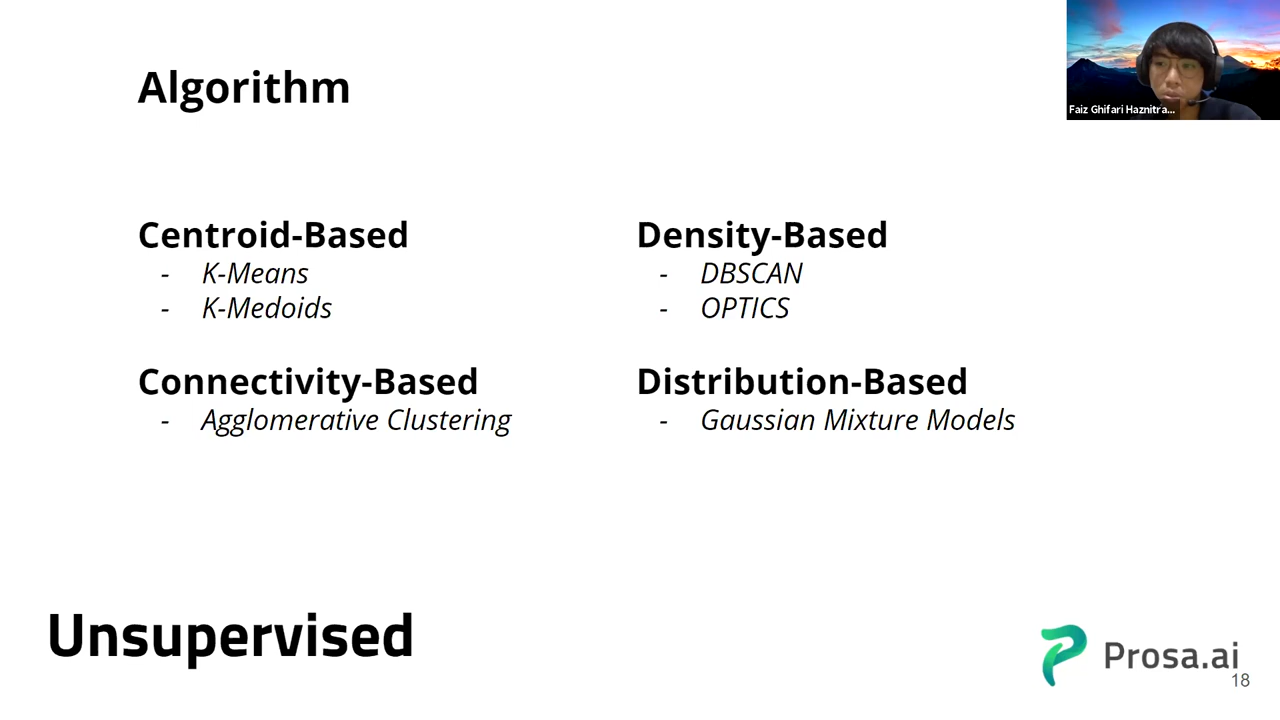 Algorithm
Faiz Ghifari Haznitra...
Centroid-Based
- K-Means
- K-Medoids
Density-Based
- DBSCAN
- OPTICS
Connectivity-Based
- Agglomerative Clustering
Distribution-Based
- Gaussian Mixture Models
Unsupervised
Prosa.ai
18